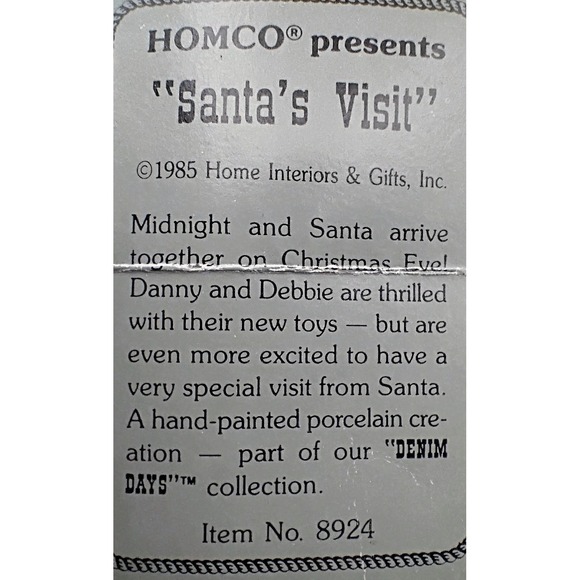 HOMCO® presents
"Santa's Visit"
©1985 Home Interiors & Gifts, Inc.
Midnight and Santa arrive
together on Christmas Eve!
Danny and Debbie are thrilled
with their new toys — but are
even more excited to have a
very special visit from Santa.
A hand-painted porcelain cre-
ation — part of our "DENIM
DAYS"™ collection.
Item No. 8924